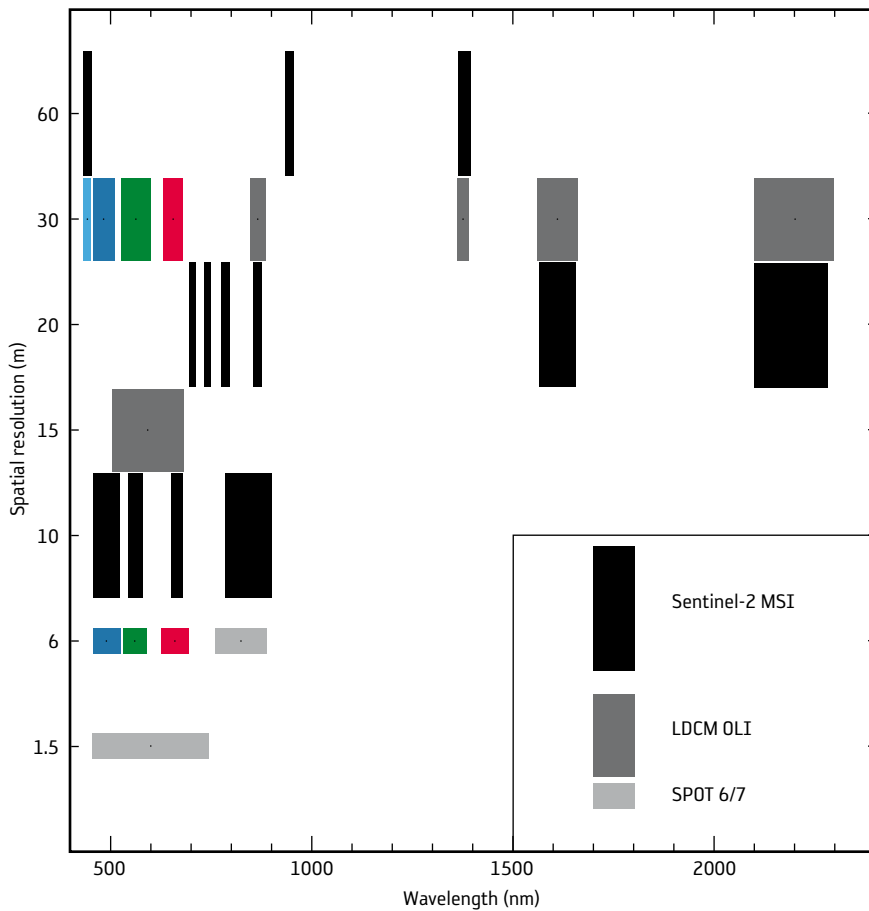 Spatial resolution (m)
60
30
20
15
10
6
1.5
Sentinel-2 MSI
LDCM OLI
SPOT 6/7
500
1000
1500
2000
Wavelength (nm)